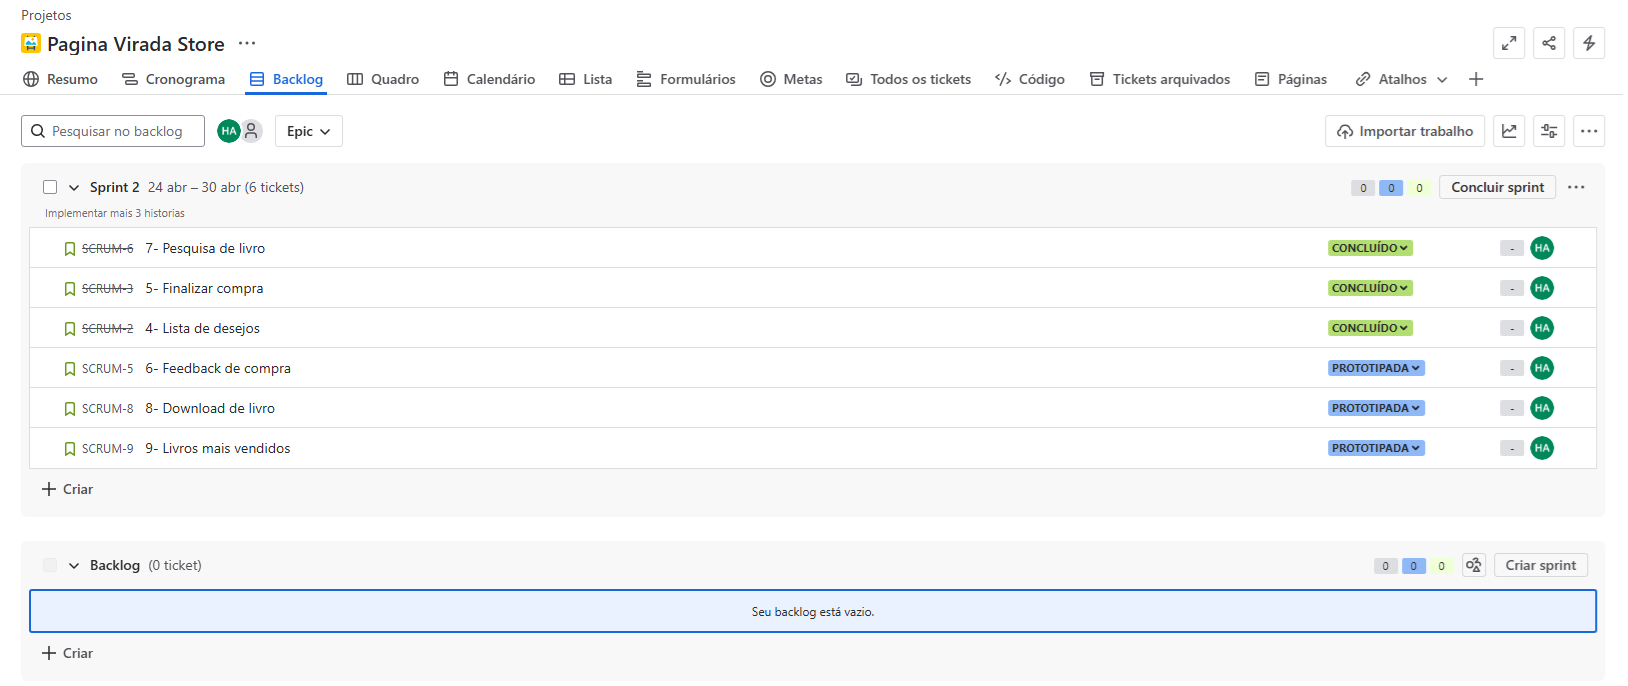 Projetos
Pagina Virada Store ···
Resumo Cronograma Backlog Quadro Calendário Lista Formulários Metas Todos os tickets Código Tickets arquivados Páginas Atalhos
Pesquisar no backlog HA Epic Importar trabalho
Sprint 2 24 abr – 30 abr (6 tickets) 0 0 0 Concluir sprint
Implementar mais 3 historias
SCRUM-6 7- Pesquisa de livro CONCLUÍDO - HA
SCRUM-3 5- Finalizar compra CONCLUÍDO - HA
SCRUM-2 4- Lista de desejos CONCLUÍDO - HA
SCRUM-5 6- Feedback de compra PROTOTIPADA - HA
SCRUM-8 8- Download de livro PROTOTIPADA - HA
SCRUM-9 9- Livros mais vendidos PROTOTIPADA - HA
Criar
Backlog (0 ticket) 0 0 0 Criar sprint
Seu backlog está vazio.
Criar